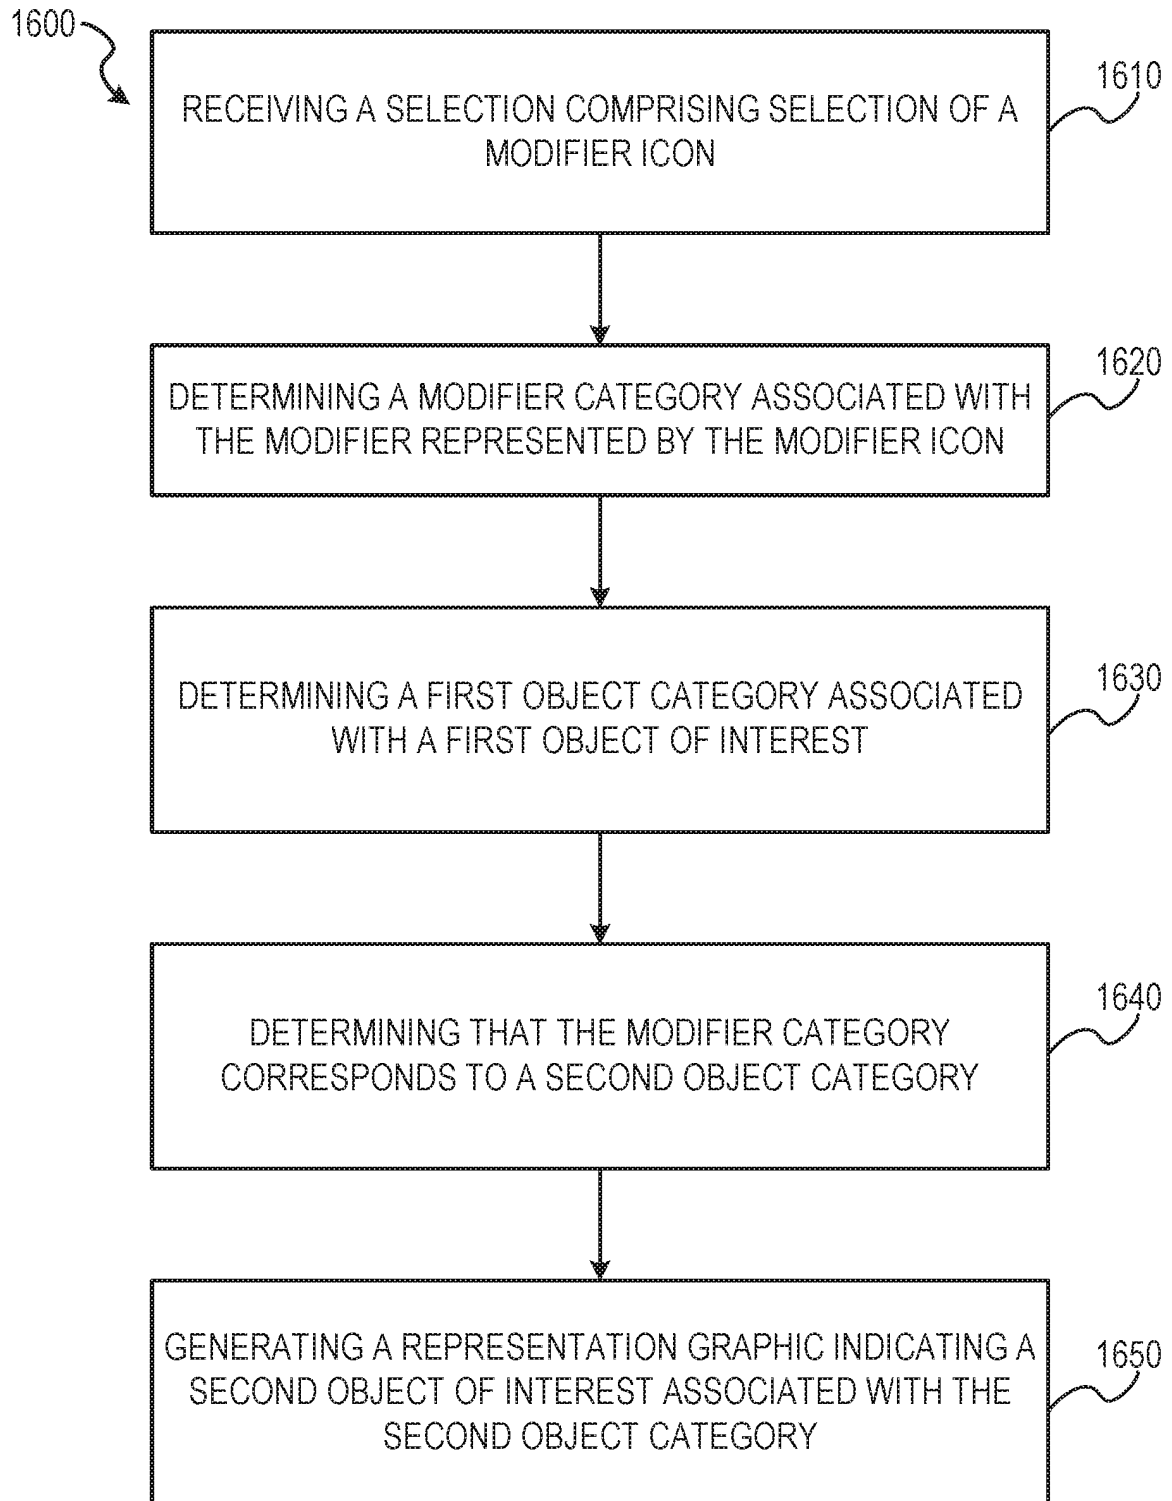 1600
RECEIVING A SELECTION COMPRISING SELECTION OF A
MODIFIER ICON
1610
DETERMINING A MODIFIER CATEGORY ASSOCIATED WITH
THE MODIFIER REPRESENTED BY THE MODIFIER ICON
1620
DETERMINING A FIRST OBJECT CATEGORY ASSOCIATED
WITH A FIRST OBJECT OF INTEREST
1630
DETERMINING THAT THE MODIFIER CATEGORY
CORRESPONDS TO A SECOND OBJECT CATEGORY
1640
GENERATING A REPRESENTATION GRAPHIC INDICATING A
SECOND OBJECT OF INTEREST ASSOCIATED WITH THE
SECOND OBJECT CATEGORY
1650